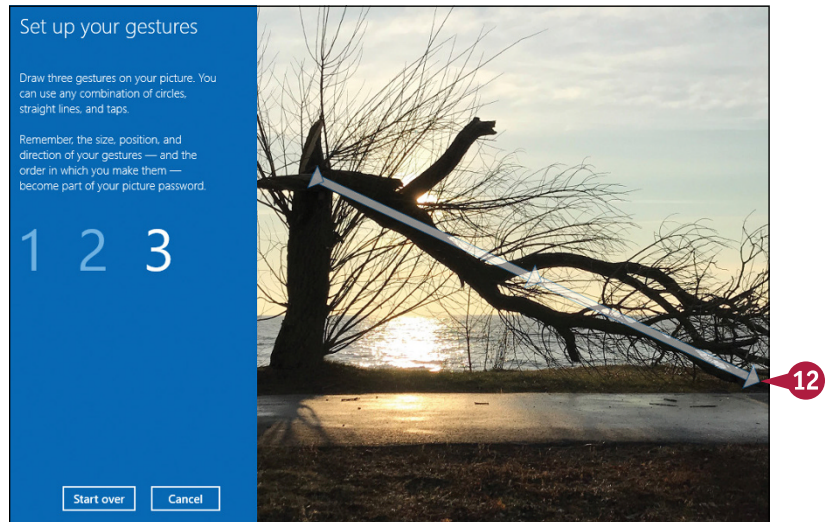 Set up your gestures
Draw three gestures on your picture. You
can use any combination of circles,
straight lines, and taps.
Remember, the size, position, and
direction of your gestures — and the
order in which you make them —
become part of your picture password.
1 2 3
12
Start over Cancel